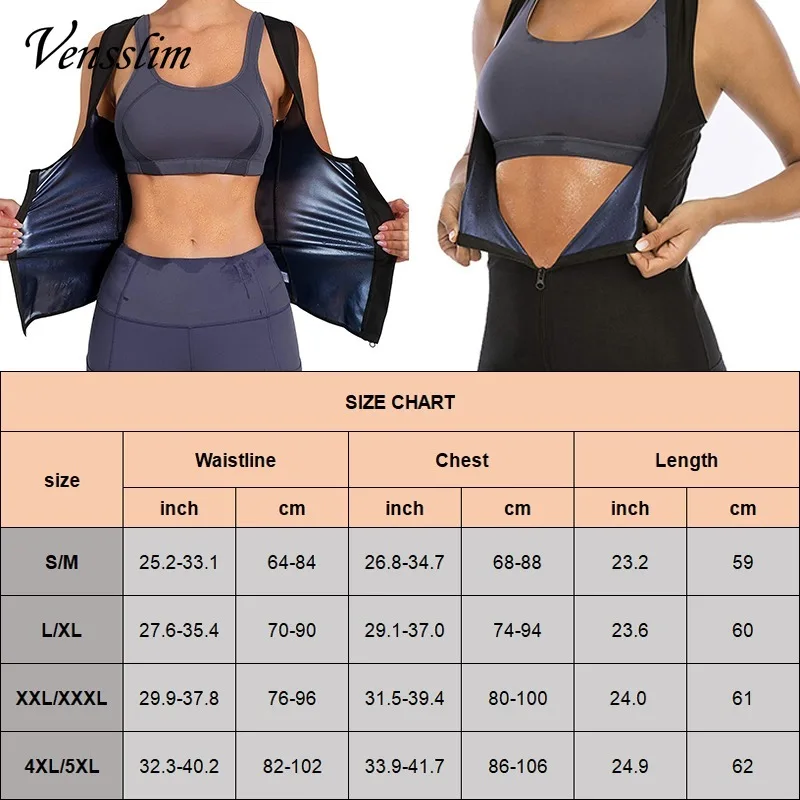 Vensslim
SIZE CHART
size Waistline Chest Length
inch cm inch cm inch cm
S/M 25.2-33.1 64-84 26.8-34.7 68-88 23.2 59
L/XL 27.6-35.4 70-90 29.1-37.0 74-94 23.6 60
XXL/XXXL 29.9-37.8 76-96 31.5-39.4 80-100 24.0 61
4XL/5XL 32.3-40.2 82-102 33.9-41.7 86-106 24.9 62